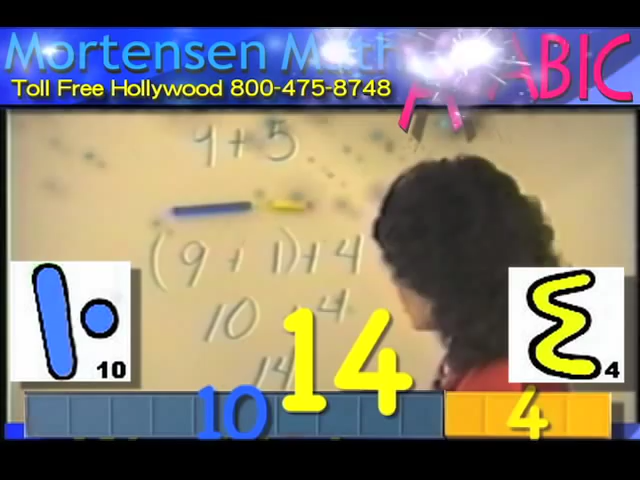 Mortensen Math
ABIC
Toll Free Hollywood 800-475-8748
9 + 5
(9 + 1) + 4
10 + 4
14
14
١٠
10
٤
4
10
4